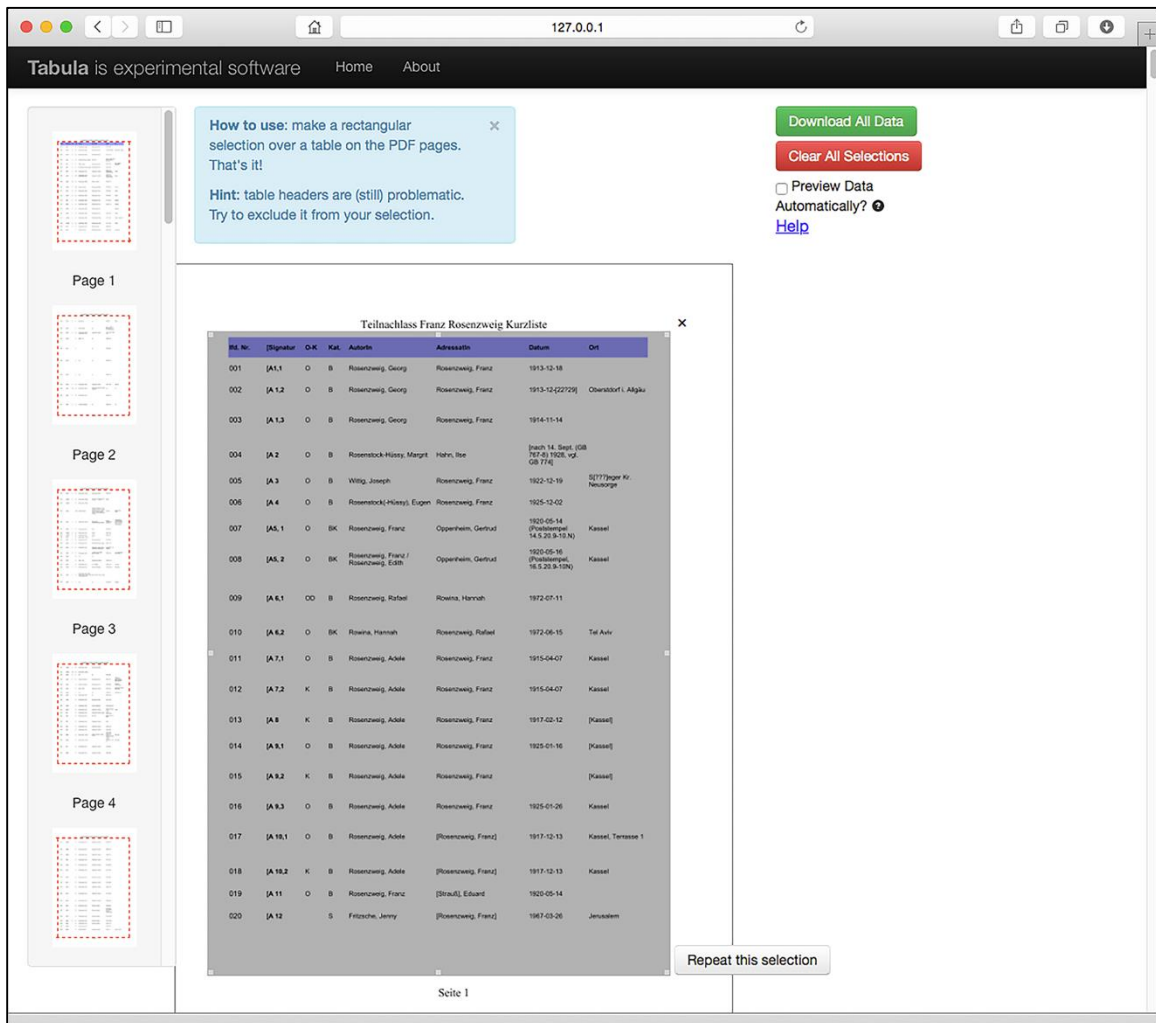 127.0.0.1
Tabula is experimental software Home About
How to use: make a rectangular
selection over a table on the PDF pages.
That's it!
Hint: table headers are (still) problematic.
Try to exclude it from your selection.
×
Download All Data
Clear All Selections
Preview Data
Automatically? ?
Help
Page 1
Page 2
Page 3
Page 4
Teilnachlass Franz Rosenzweig Kurzliste
×
lfd. Nr. [Signatur O-K Kat. AutorIn AdressatIn Datum Ort
001 [A1,1 O B Rosenzweig, Georg Rosenzweig, Franz 1913-12-18
002 [A 1,2 O B Rosenzweig, Georg Rosenzweig, Franz 1913-12-[22?29] Oberstdorf i. Allgäu
003 [A 1,3 O B Rosenzweig, Georg Rosenzweig, Franz 1914-11-14
004 [A 2 O B Rosenstock-Hüssy, Margrit Hahn, Ilse [nach 14. Sept. (GB
767-8) 1928, vgl.
GB 774]
005 [A 3 O B Wittig, Joseph Rosenzweig, Franz 1922-12-19 S[???]eger Kr.
Neusorge
006 [A 4 O B Rosenstock(-Hüssy), Eugen Rosenzweig, Franz 1925-12-02
007 [A5, 1 O BK Rosenzweig, Franz Oppenheim, Gertrud 1920-05-14
(Poststempel
14.5.20.9-10.N) Kassel
008 [A5, 2 O BK Rosenzweig, Franz /
Rosenzweig, Edith Oppenheim, Gertrud 1920-05-16
(Poststempel,
16.5.20.9-10N) Kassel
009 [A 6,1 OD B Rosenzweig, Rafael Rowina, Hannah 1972-07-11
010 [A 6,2 O BK Rowina, Hannah Rosenzweig, Rafael 1972-06-15 Tel Aviv
011 [A 7,1 O B Rosenzweig, Adele Rosenzweig, Franz 1915-04-07 Kassel
012 [A 7,2 K B Rosenzweig, Adele Rosenzweig, Franz 1915-04-07 Kassel
013 [A 8 K B Rosenzweig, Adele Rosenzweig, Franz 1917-02-12 [Kassel]
014 [A 9,1 O B Rosenzweig, Adele Rosenzweig, Franz 1925-01-16 [Kassel]
015 [A 9,2 K B Rosenzweig, Adele Rosenzweig, Franz [Kassel]
016 [A 9,3 O B Rosenzweig, Adele Rosenzweig, Franz 1925-01-26 Kassel
017 [A 10,1 O B Rosenzweig, Adele [Rosenzweig, Franz] 1917-12-13 Kassel, Terrasse 1
018 [A 10,2 K B Rosenzweig, Adele [Rosenzweig, Franz] 1917-12-13 Kassel
019 [A 11 O B Rosenzweig, Franz [Strauß], Eduard 1920-05-14
020 [A 12 S Fritzsche, Jenny [Rosenzweig, Franz] 1967-03-26 Jerusalem
Repeat this selection
Seite 1